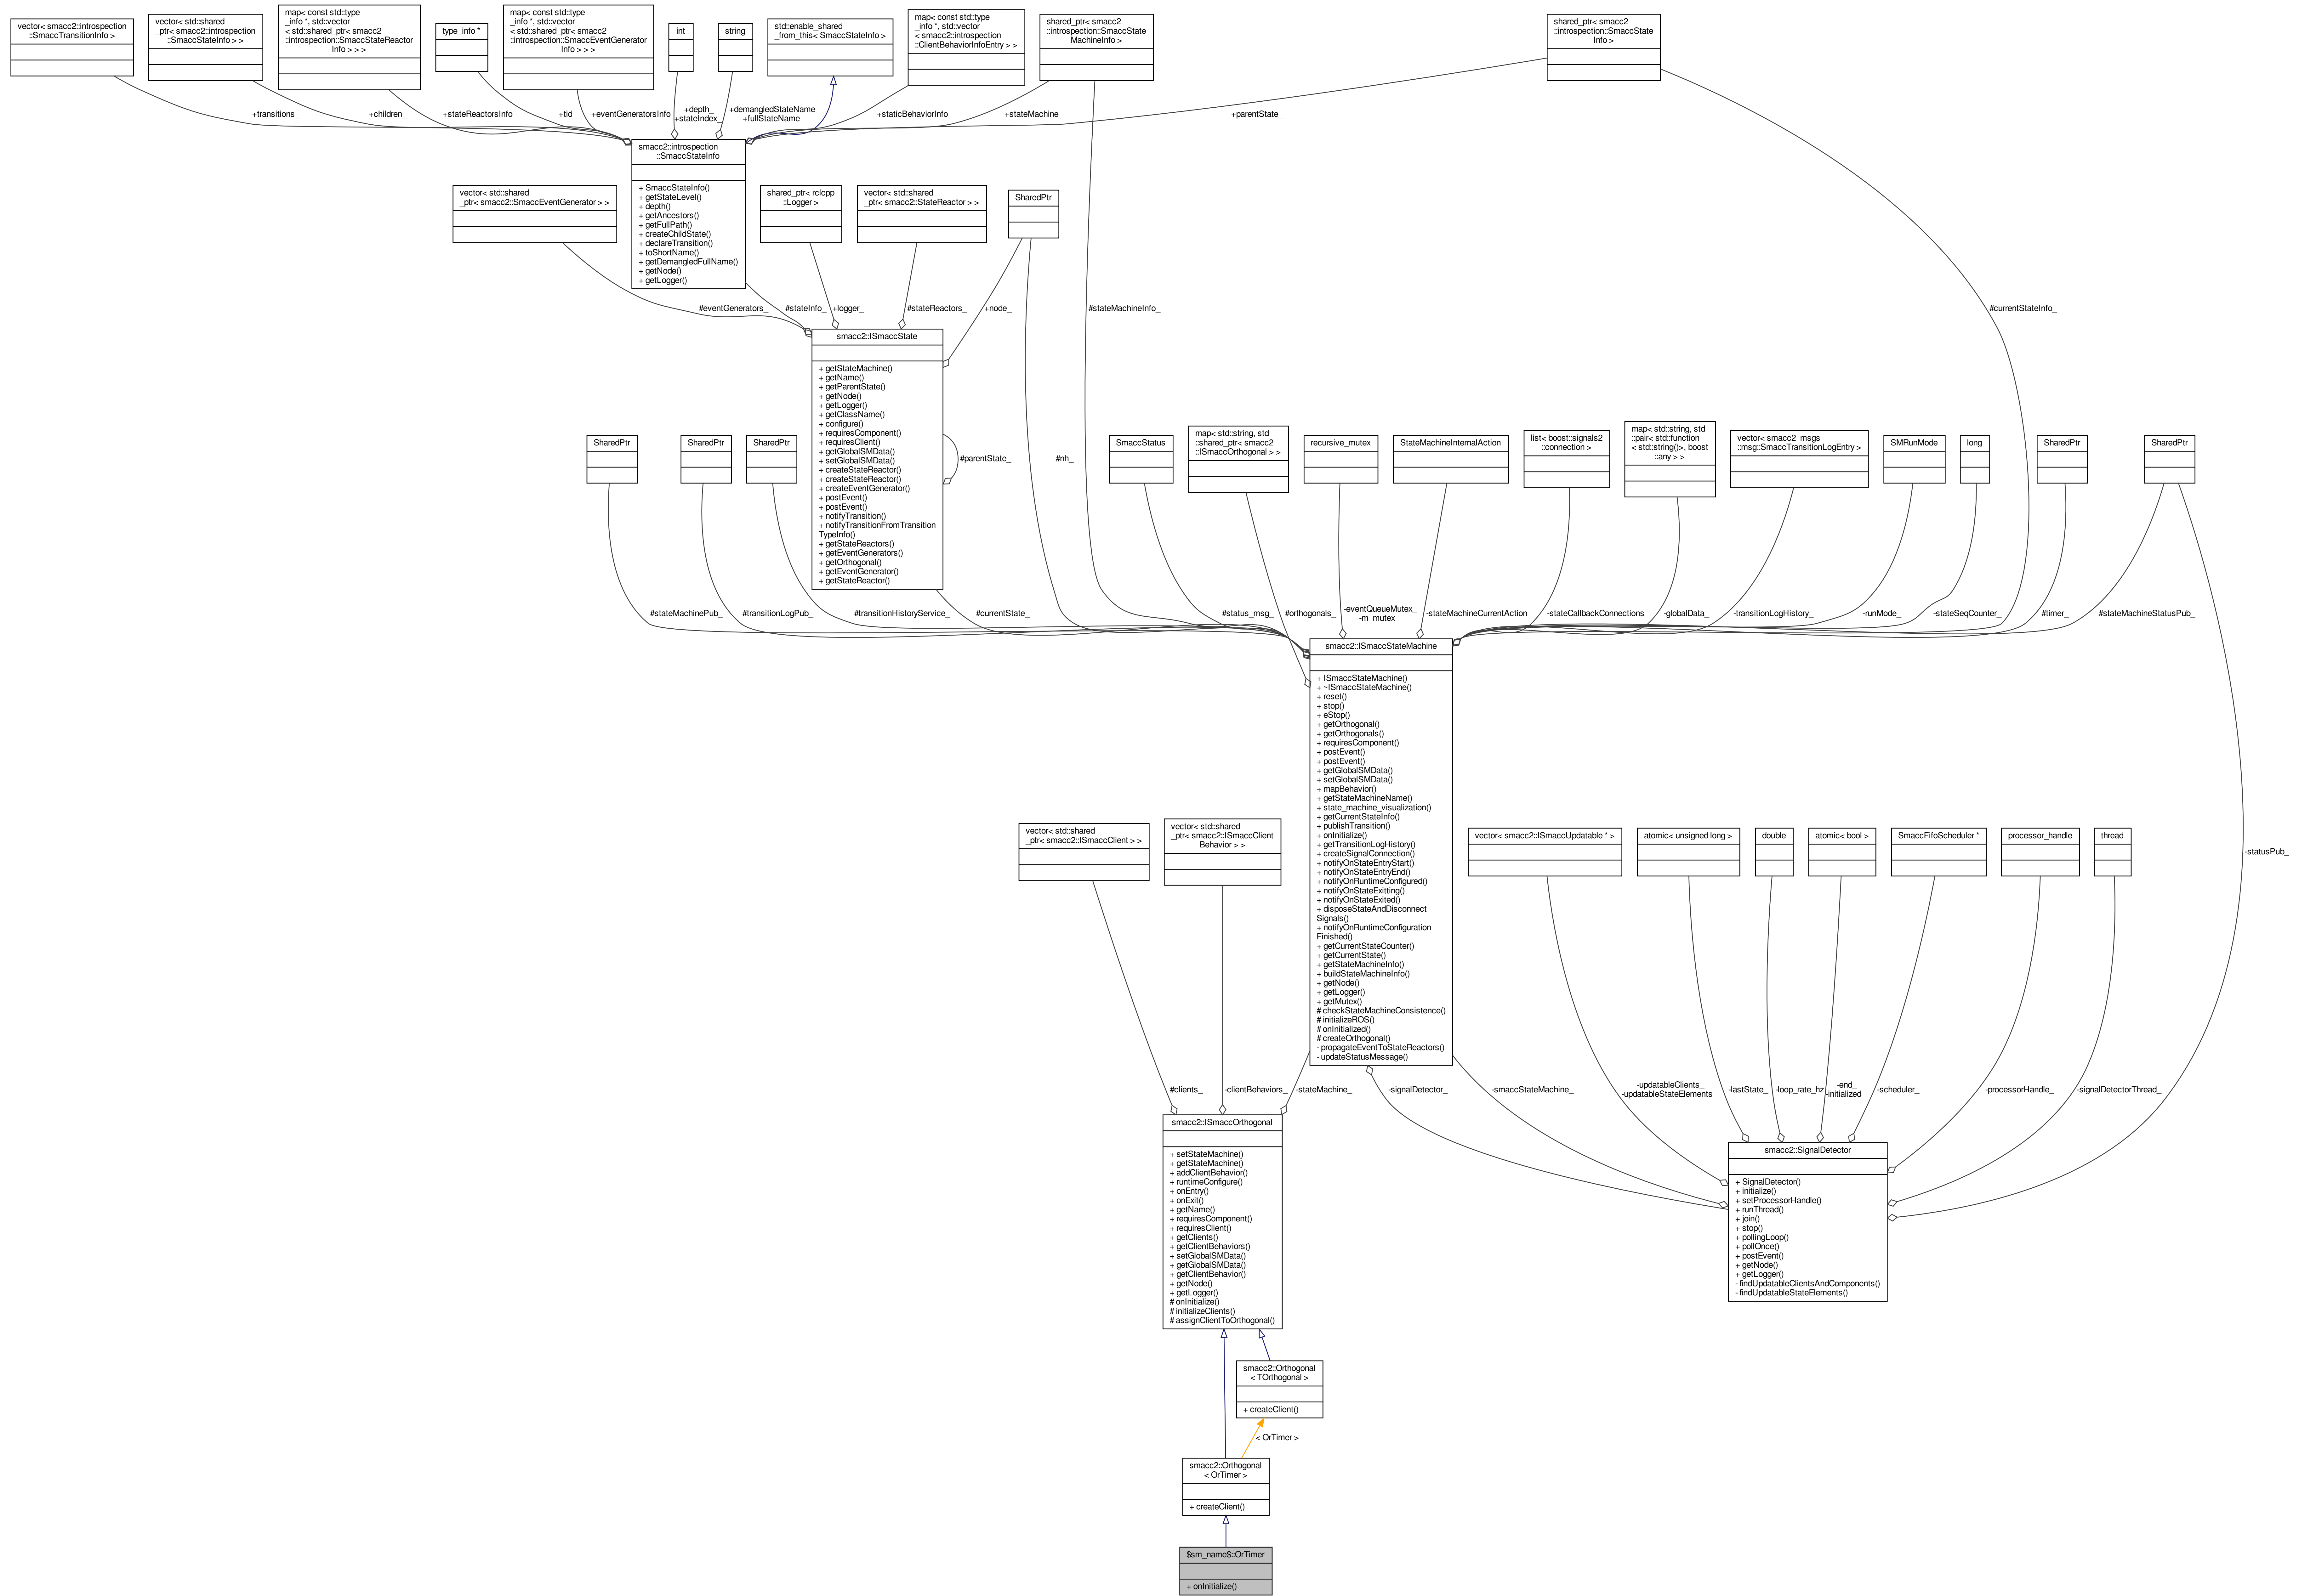 vector< smacc2::introspection
::SmaccTransitionInfo >
vector< std::shared
_ptr< smacc2::introspection
::SmaccStateInfo > >
map< const std::type
_info *, std::vector
< std::shared_ptr< smacc2
::introspection::SmaccStateReactor
Info > > >
type_info *
map< const std::type
_info *, std::vector
< std::shared_ptr< smacc2
::introspection::SmaccEventGenerator
Info > > >
int
string
std::enable_shared
_from_this< SmaccStateInfo >
map< const std::type
_info *, std::vector
< smacc2::introspection
::ClientBehaviorInfoEntry > >
shared_ptr< smacc2
::introspection::SmaccState
MachineInfo >
shared_ptr< smacc2
::introspection::SmaccState
Info >
+transitions_
+children_
+stateReactorsInfo
+tid_
+eventGeneratorsInfo
+depth_
+stateIndex_
+demangledStateName
+fullStateName
+staticBehaviorInfo
+stateMachine_
+parentState_
smacc2::introspection
::SmaccStateInfo
+ SmaccStateInfo()
+ getStateLevel()
+ depth()
+ getAncestors()
+ getFullPath()
+ createChildState()
+ declareTransition()
+ toShortName()
+ getDemangledFullName()
+ getNode()
+ getLogger()
vector< std::shared
_ptr< smacc2::SmaccEventGenerator > >
shared_ptr< rclcpp
::Logger >
vector< std::shared
_ptr< smacc2::StateReactor > >
SharedPtr
#eventGenerators_
#stateInfo_
+logger_
#stateReactors_
+node_
#stateMachineInfo_
#currentStateInfo_
smacc2::ISmaccState
+ getStateMachine()
+ getName()
+ getParentState()
+ getNode()
+ getLogger()
+ getClassName()
+ configure()
+ requiresComponent()
+ requiresClient()
+ getGlobalSMData()
+ setGlobalSMData()
+ createStateReactor()
+ createStateReactor()
+ createEventGenerator()
+ postEvent()
+ postEvent()
+ notifyTransition()
+ notifyTransitionFromTransition
TypeInfo()
+ getStateReactors()
+ getEventGenerators()
+ getOrthogonal()
+ getEventGenerator()
+ getStateReactor()
#parentState_
#nh_
SharedPtr
SharedPtr
SharedPtr
SmaccStatus
map< std::string, std
::shared_ptr< smacc2
::ISmaccOrthogonal > >
recursive_mutex
StateMachineInternalAction
list< boost::signals2
::connection >
map< std::string, std
::pair< std::function
< std::string()>, boost
::any > >
vector< smacc2_msgs
::msg::SmaccTransitionLogEntry >
SMRunMode
long
SharedPtr
SharedPtr
#stateMachinePub_
#transitionLogPub_
#transitionHistoryService_
#currentState_
#status_msg_
#orthogonals_
-eventQueueMutex_
-m_mutex_
-stateMachineCurrentAction
-stateCallbackConnections
-globalData_
-transitionLogHistory_
-runMode_
-stateSeqCounter_
#timer_
#stateMachineStatusPub_
smacc2::ISmaccStateMachine
+ ISmaccStateMachine()
+ ~ISmaccStateMachine()
+ reset()
+ stop()
+ eStop()
+ getOrthogonal()
+ getOrthogonals()
+ requiresComponent()
+ postEvent()
+ postEvent()
+ getGlobalSMData()
+ setGlobalSMData()
+ mapBehavior()
+ getStateMachineName()
+ state_machine_visualization()
+ getCurrentStateInfo()
+ publishTransition()
+ onInitialize()
+ getTransitionLogHistory()
+ createSignalConnection()
+ notifyOnStateEntryStart()
+ notifyOnStateEntryEnd()
+ notifyOnRuntimeConfigured()
+ notifyOnStateExitting()
+ notifyOnStateExited()
+ disposeStateAndDisconnect
Signals()
+ notifyOnRuntimeConfiguration
Finished()
+ getCurrentStateCounter()
+ getCurrentState()
+ getStateMachineInfo()
+ buildStateMachineInfo()
+ getNode()
+ getLogger()
+ getMutex()
# checkStateMachineConsistence()
# initializeROS()
# onInitialized()
# createOrthogonal()
- propagateEventToStateReactors()
- updateStatusMessage()
vector< std::shared
_ptr< smacc2::ISmaccClient > >
vector< std::shared
_ptr< smacc2::ISmaccClient
Behavior > >
vector< smacc2::ISmaccUpdatable * >
atomic< unsigned long >
double
atomic< bool >
SmaccFifoScheduler *
processor_handle
thread
-statusPub_
#clients_
-clientBehaviors_
-stateMachine_
-signalDetector_
-smaccStateMachine_
-updatableClients_
-updatableStateElements_
-lastState_
-loop_rate_hz
-end_
-initialized_
-scheduler_
-processorHandle_
-signalDetectorThread_
smacc2::ISmaccOrthogonal
+ setStateMachine()
+ getStateMachine()
+ addClientBehavior()
+ runtimeConfigure()
+ onEntry()
+ onExit()
+ getName()
+ requiresComponent()
+ requiresClient()
+ getClients()
+ getClientBehaviors()
+ setGlobalSMData()
+ getGlobalSMData()
+ getClientBehavior()
+ getNode()
+ getLogger()
# onInitialize()
# initializeClients()
# assignClientToOrthogonal()
smacc2::SignalDetector
+ SignalDetector()
+ initialize()
+ setProcessorHandle()
+ runThread()
+ join()
+ stop()
+ pollingLoop()
+ pollOnce()
+ postEvent()
+ getNode()
+ getLogger()
- findUpdatableClientsAndComponents()
- findUpdatableStateElements()
smacc2::Orthogonal
< TOrthogonal >
+ createClient()
< OrTimer >
smacc2::Orthogonal
< OrTimer >
+ createClient()
$sm_name$::OrTimer
+ onInitialize()